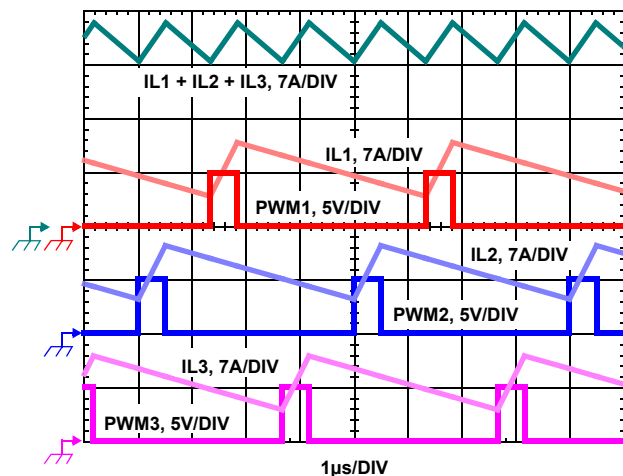 IL1 + IL2 + IL3, 7A/DIV
IL1, 7A/DIV
PWM1, 5V/DIV
IL2, 7A/DIV
PWM2, 5V/DIV
IL3, 7A/DIV
PWM3, 5V/DIV
1µs/DIV